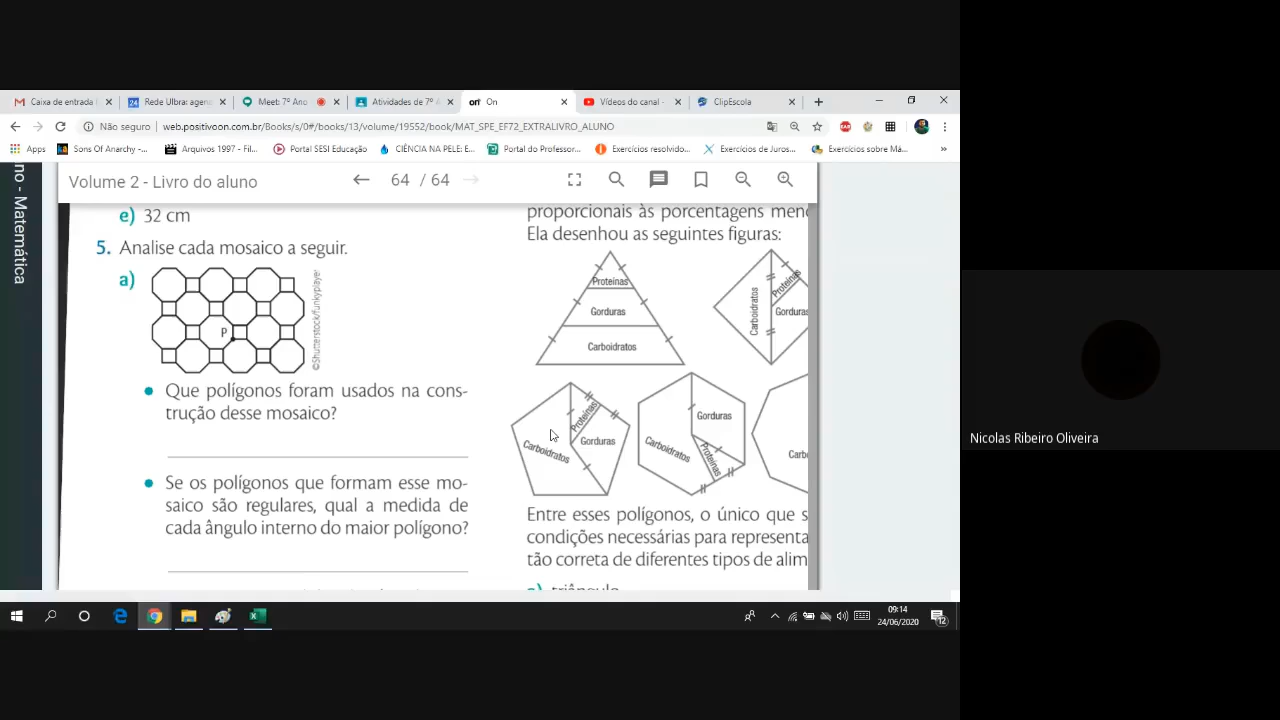 Caixa de entrada
Rede Ulbra: agen
Meet: 7º Ano
Atividades de 7º A
On
Vídeos do canal -
ClipEscola
Não seguro
web.positivoon.com.br/Books/s/0#/books/13/volume/19552/book/MAT_SPE_EF72_EXTRALIVRO_ALUNO
Apps
Sons Of Anarchy -...
Arquivos 1997 - Fil...
Portal SESI Educação
CIÊNCIA NA PELE: E...
Portal do Professor...
Exercícios resolvido...
Exercícios de Juros...
Exercícios sobre Má...
no - Matemática
Volume 2 - Livro do aluno
64 / 64
e) 32 cm
5. Analise cada mosaico a seguir.
a)
P
©Shutterstock/funkyplayer
• Que polígonos foram usados na cons-
trução desse mosaico?
• Se os polígonos que formam esse mo-
saico são regulares, qual a medida de
cada ângulo interno do maior polígono?
proporcionais às porcentagens menc
Ela desenhou as seguintes figuras:
Proteínas
Gorduras
Carboidratos
Carboidratos
Proteínas
Gorduras
Carboidratos
Proteínas
Gorduras
Carboidratos
Gorduras
Proteínas
Carb
Entre esses polígonos, o único que s
condições necessárias para representa
tão correta de diferentes tipos de alim
Nicolas Ribeiro Oliveira
09:14
24/06/2020
12